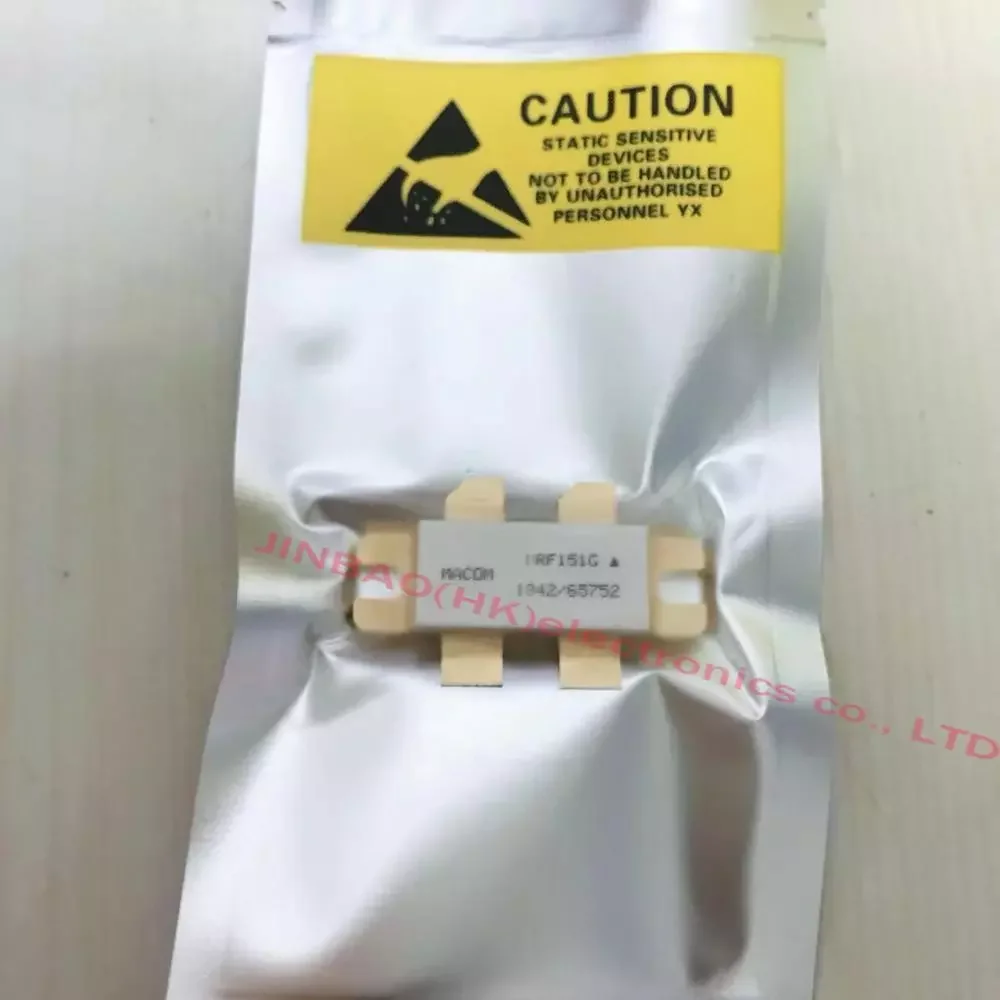 CAUTION
STATIC SENSITIVE
DEVICES
NOT TO BE HANDLED
BY UNAUTHORISED
PERSONNEL YX
MRF151G ▲
MACOM
1042/65752
JINBAO(HK)electronics co., LTD